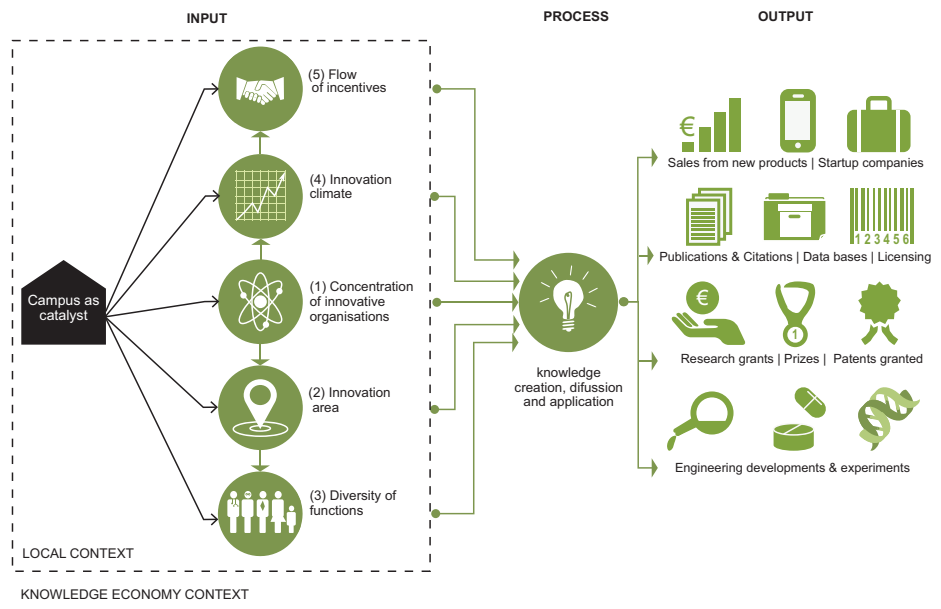 INPUT
PROCESS
OUTPUT
(5) Flow
of incentives
(4) Innovation
climate
Campus as
catalyst
(1) Concentration
of innovative
organisations
(2) Innovation
area
(3) Diversity of
functions
LOCAL CONTEXT
KNOWLEDGE ECONOMY CONTEXT
knowledge
creation, difussion
and application
€
Sales from new products | Startup companies
123456
Publications & Citations | Data bases | Licensing
€
1
Research grants | Prizes | Patents granted
Engineering developments & experiments